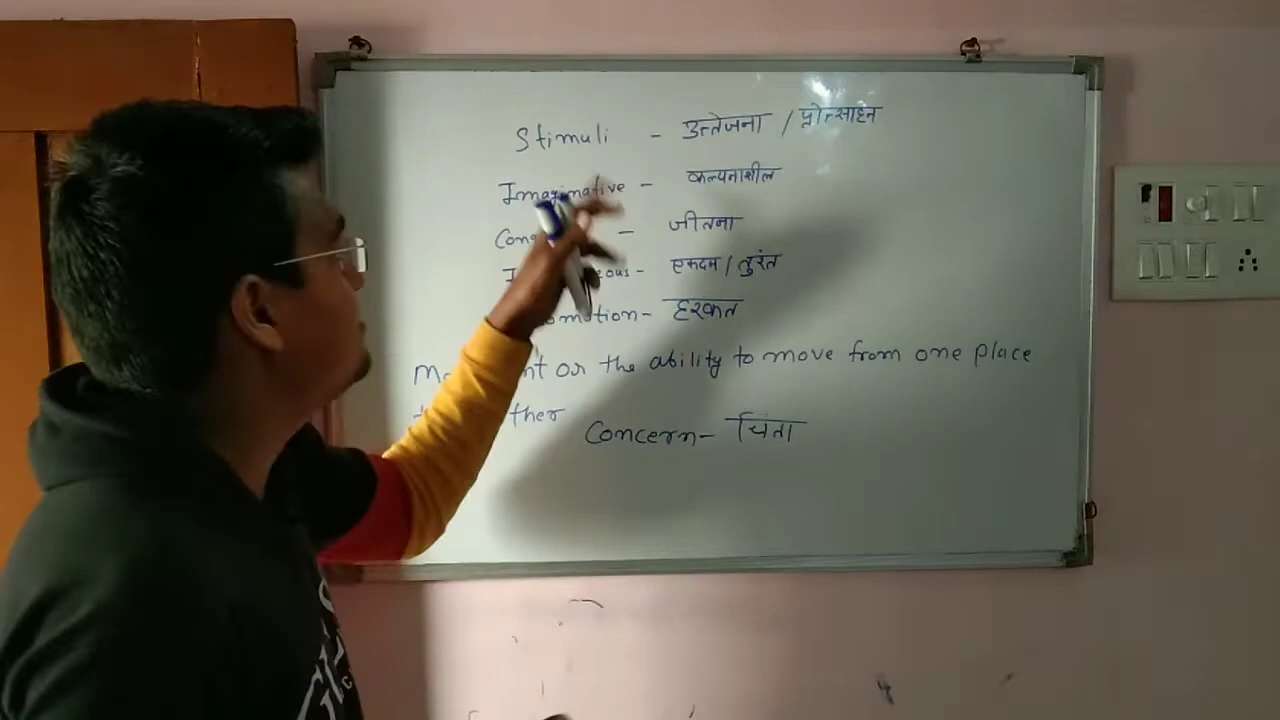 Stimuli - उत्तेजना / प्रोत्साहन
Imaginative - कल्पनाशील
- जीतना
- एकदम / तुरंत
- हरकत
or the ability to move from one place
Concern - चिंता